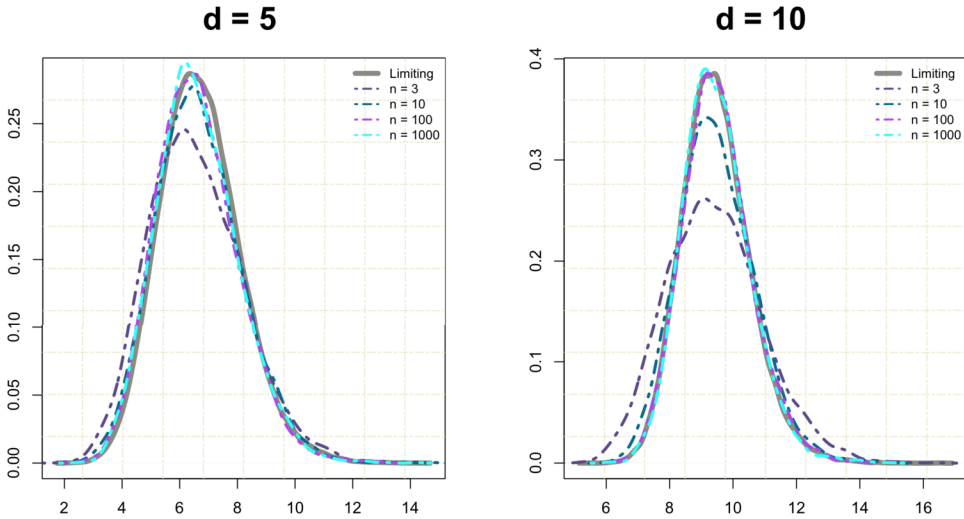 d = 5
d = 10
Limiting
n = 3
n = 10
n = 100
n = 1000
0.00
0.05
0.10
0.15
0.20
0.25
2 4 6 8 10 12 14
Limiting
n = 3
n = 10
n = 100
n = 1000
0.0
0.1
0.2
0.3
0.4
6 8 10 12 14 16